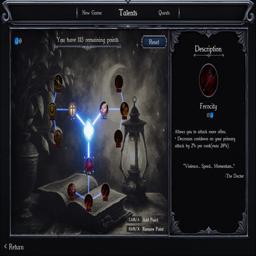 New Game
Talents
Quests
You have 115 remaining points
Reset
Description
Ferocity
Allows you to attack more often.
- Decreases cooldown on your primary
attack by 2% per rank(max 20%)
"Violence... Speed... Momentum..."
-The Doctor
Add Point
Remove Point
< Return